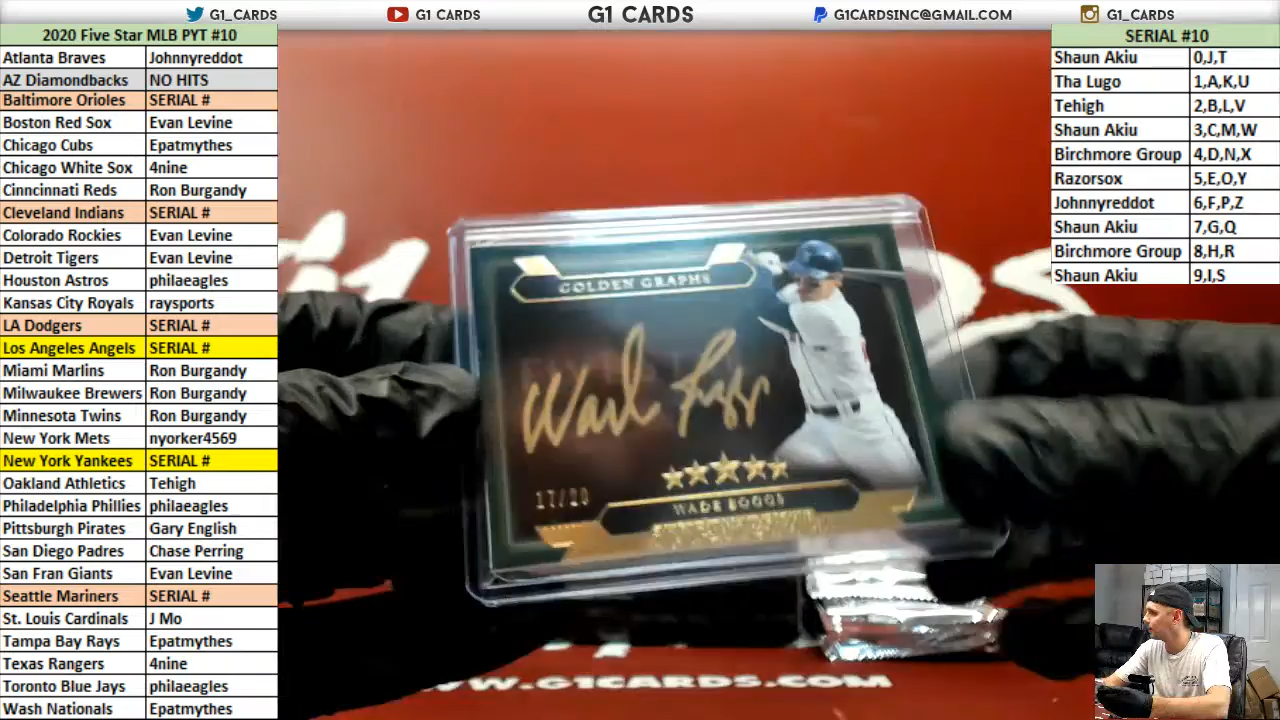 G1_CARDS
G1 CARDS
G1 CARDS
G1CARDSINC@GMAIL.COM
G1_CARDS
2020 Five Star MLB PYT #10
Atlanta Braves Johnnyreddot
AZ Diamondbacks NO HITS
Baltimore Orioles SERIAL #
Boston Red Sox Evan Levine
Chicago Cubs Epatmythes
Chicago White Sox 4nine
Cinncinnati Reds Ron Burgandy
Cleveland Indians SERIAL #
Colorado Rockies Evan Levine
Detroit Tigers Evan Levine
Houston Astros philaeagles
Kansas City Royals raysports
LA Dodgers SERIAL #
Los Angeles Angels SERIAL #
Miami Marlins Ron Burgandy
Milwaukee Brewers Ron Burgandy
Minnesota Twins Ron Burgandy
New York Mets nyorker4569
New York Yankees SERIAL #
Oakland Athletics Tehigh
Philadelphia Phillies philaeagles
Pittsburgh Pirates Gary English
San Diego Padres Chase Perring
San Fran Giants Evan Levine
Seattle Mariners SERIAL #
St. Louis Cardinals J Mo
Tampa Bay Rays Epatmythes
Texas Rangers 4nine
Toronto Blue Jays philaeagles
Wash Nationals Epatmythes
SERIAL #10
Shaun Akiu 0,J,T
Tha Lugo 1,A,K,U
Tehigh 2,B,L,V
Shaun Akiu 3,C,M,W
Birchmore Group 4,D,N,X
Razorsox 5,E,O,Y
Johnnyreddot 6,F,P,Z
Shaun Akiu 7,G,Q
Birchmore Group 8,H,R
Shaun Akiu 9,I,S
GOLDEN GRAPHS
17/20
WADE BOGGS
WWW.G1CARDS.COM